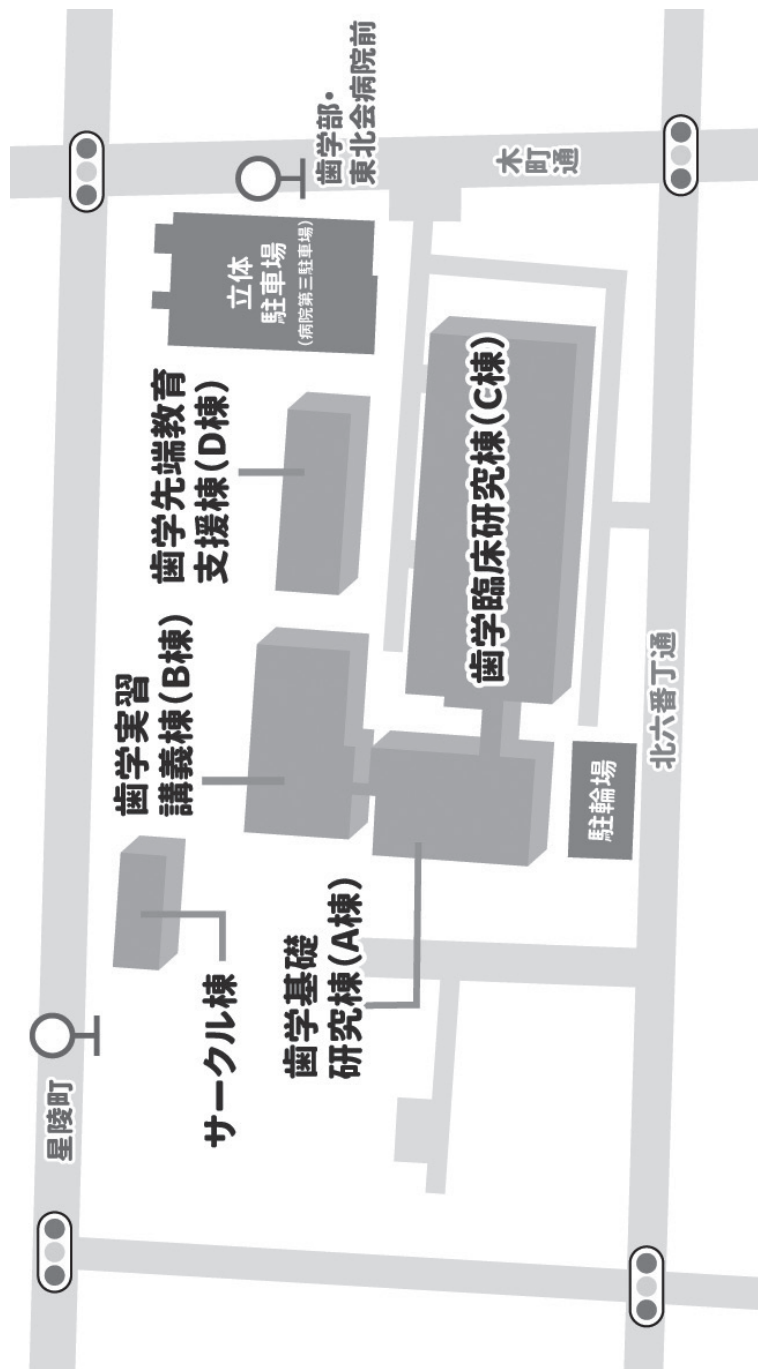 星陵町
サークル棟
歯学実習
講義棟(B棟)
歯学先端教育
支援棟(D棟)
立体
駐車場
(病院第三駐車場)
歯学部・
東北会病院前
歯学基礎
研究棟(A棟)
歯学臨床研究棟(C棟)
木町通
駐輪場
北六番丁通